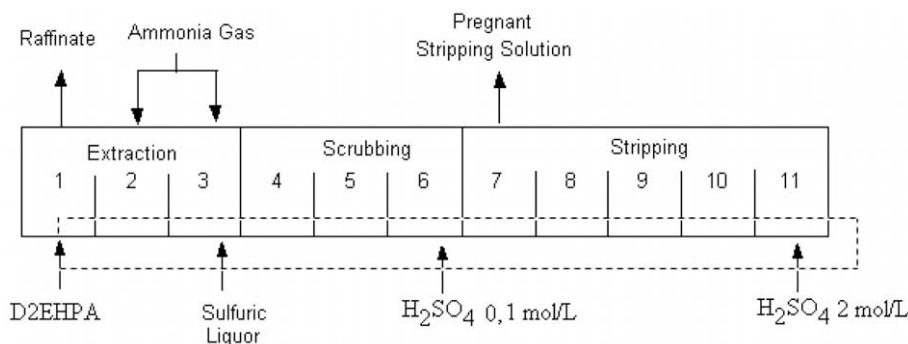 Raffinate
Ammonia Gas
Pregnant
Stripping Solution
Extraction
Scrubbing
Stripping
1 2 3 4 5 6 7 8 9 10 11
D2EHPA
Sulfuric
Liquor
H₂SO₄ 0,1 mol/L
H₂SO₄ 2 mol/L